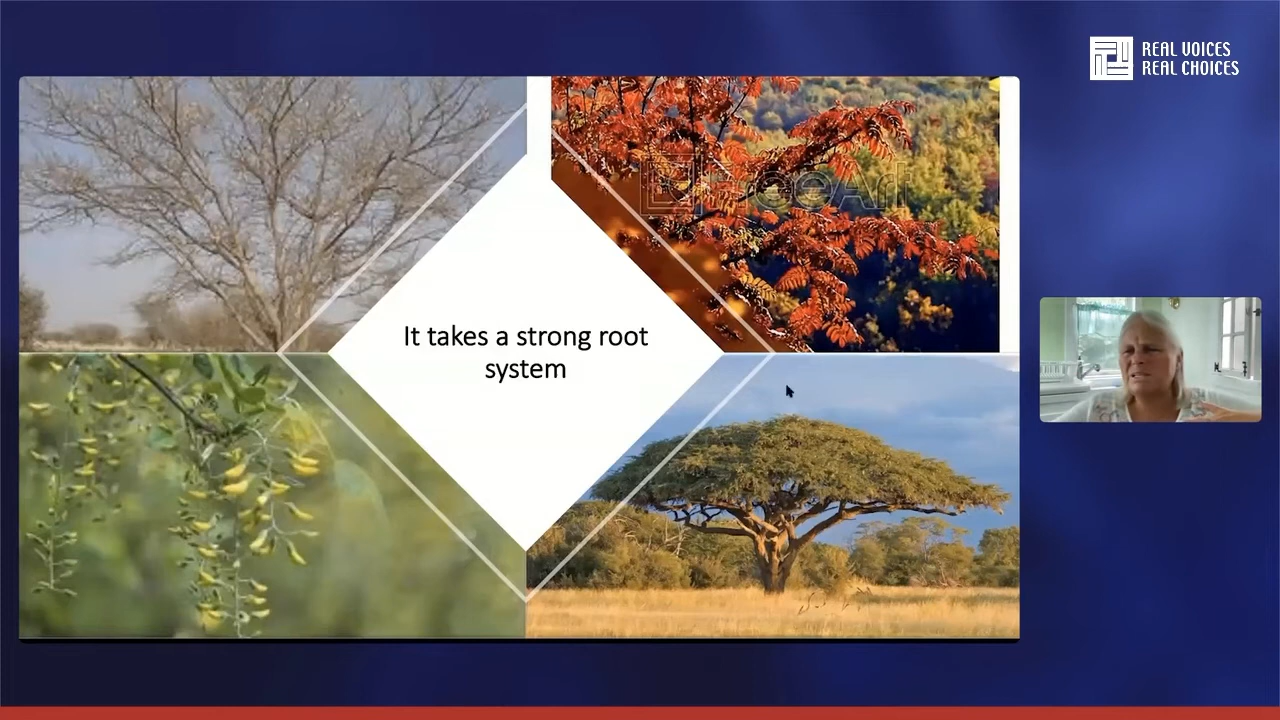 REAL VOICES
REAL CHOICES
It takes a strong root
system